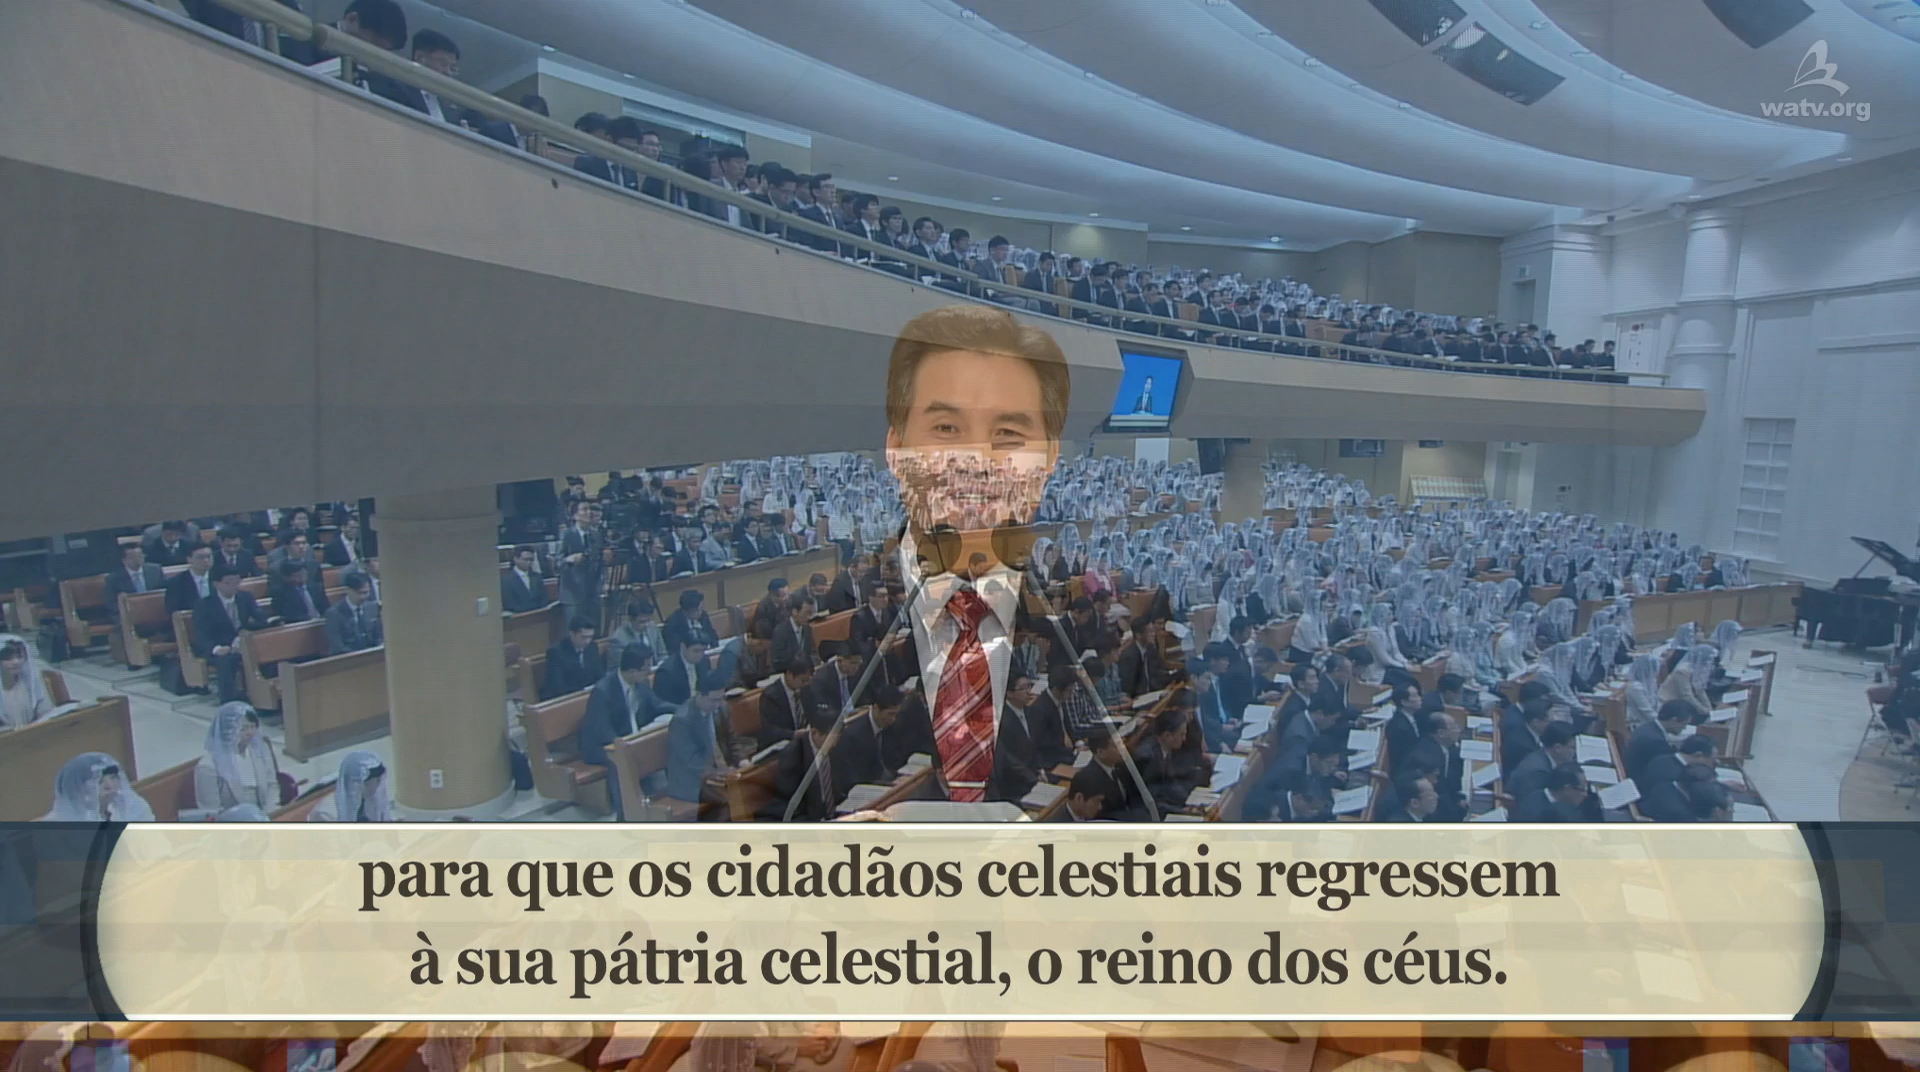 watv.org
para que os cidadãos celestiais regressem
à sua pátria celestial, o reino dos céus.